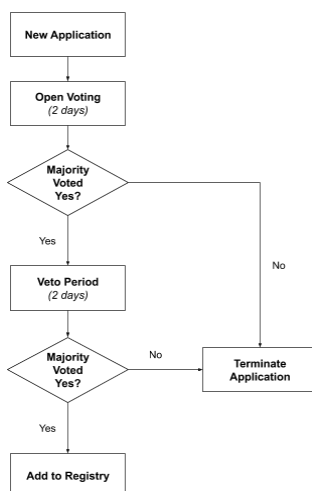 New Application
Open Voting
(2 days)
Majority
Voted
Yes?
Yes
No
Veto Period
(2 days)
Majority
Voted
Yes?
No
Terminate
Application
Yes
Add to Registry